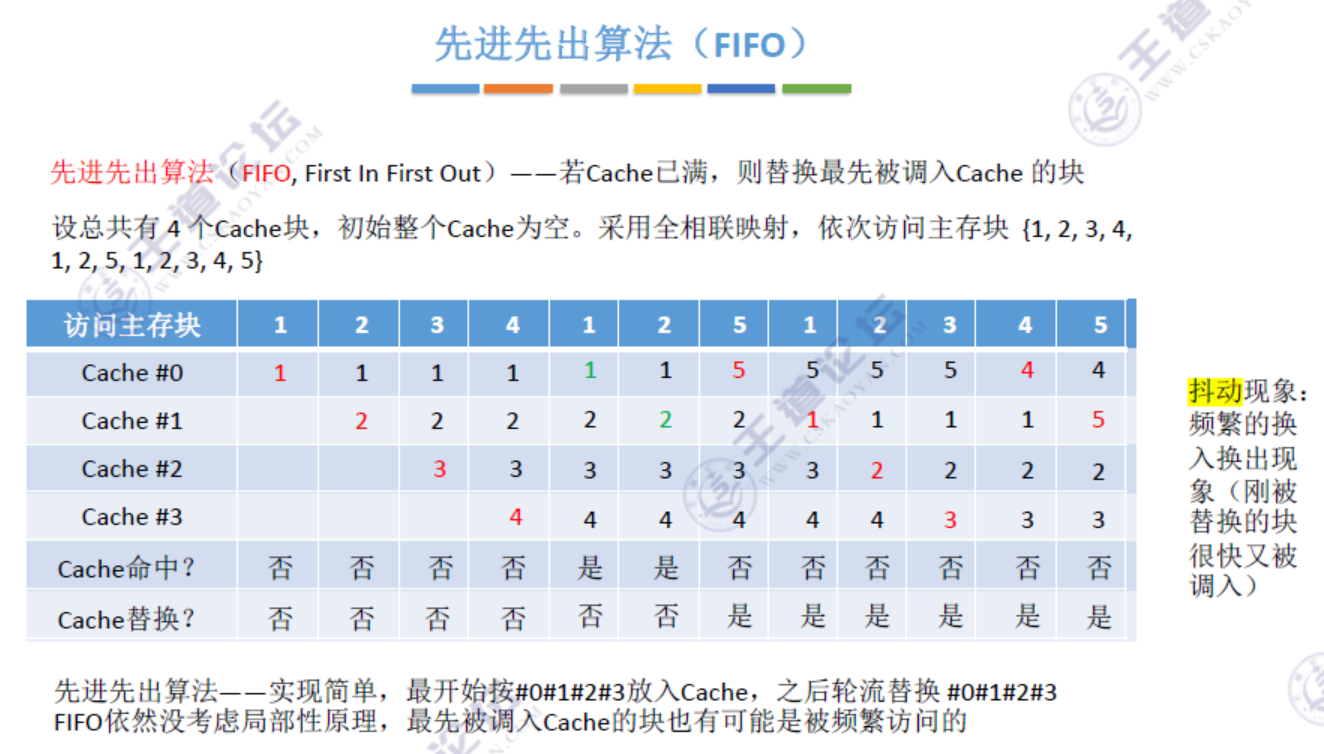 先进先出算法（FIFO）
先进先出算法（FIFO, First In First Out）——若Cache已满，则替换最先被调入Cache 的块
设总共有 4 个Cache块，初始整个Cache为空。采用全相联映射，依次访问主存块 {1, 2, 3, 4,
1, 2, 5, 1, 2, 3, 4, 5}
访问主存块 1 2 3 4 1 2 5 1 2 3 4 5
Cache #0 1 1 1 1 1 1 5 5 5 5 4 4
Cache #1 2 2 2 2 2 2 1 1 1 1 5
Cache #2 3 3 3 3 3 3 2 2 2 2
Cache #3 4 4 4 4 4 4 3 3 3
Cache命中？ 否 否 否 否 是 是 否 否 否 否 否 否
Cache替换？ 否 否 否 否 否 否 是 是 是 是 是 是
抖动现象：
频繁的换
入换出现
象（刚被
替换的块
很快又被
调入）
先进先出算法——实现简单，最开始按#0#1#2#3放入Cache，之后轮流替换 #0#1#2#3
FIFO依然没考虑局部性原理，最先被调入Cache的块也有可能是被频繁访问的
王道论坛
WWW.CSKAOYAN.COM